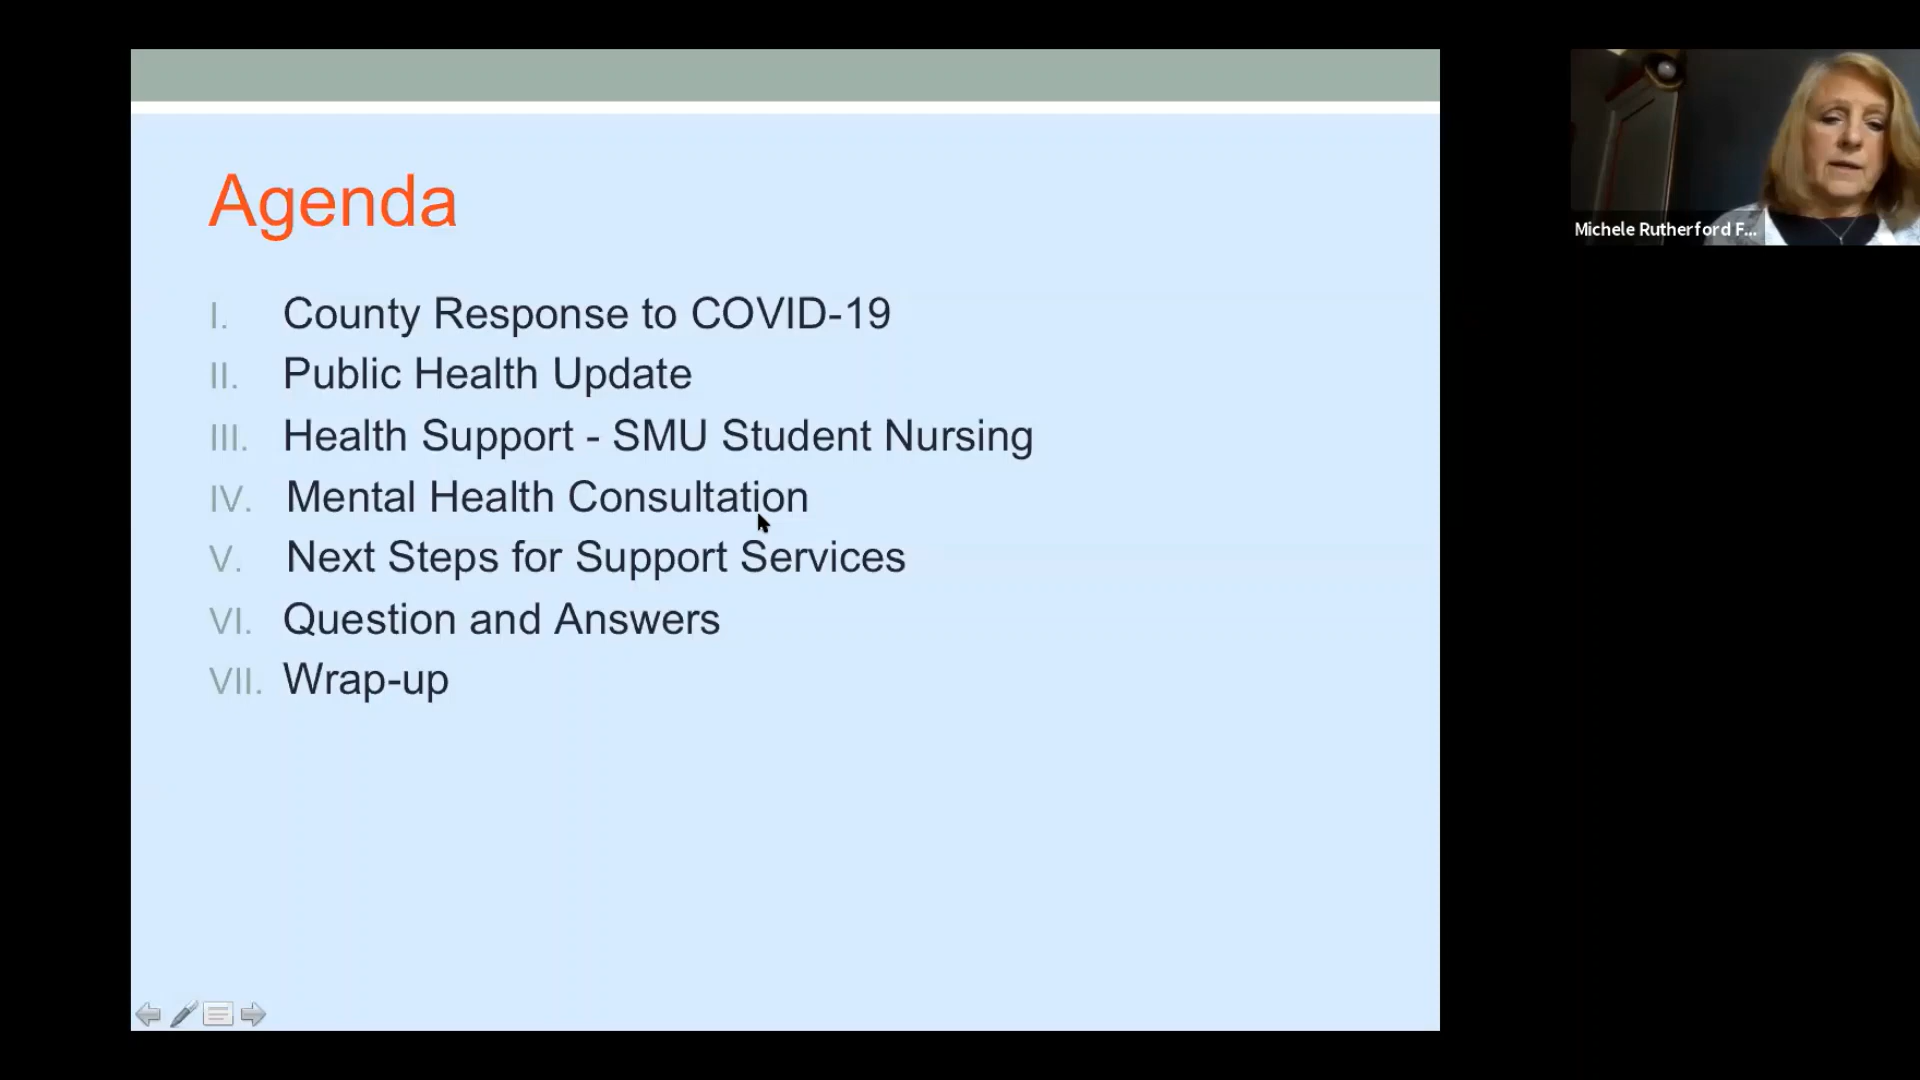 Agenda
I. County Response to COVID-19
II. Public Health Update
III. Health Support - SMU Student Nursing
IV. Mental Health Consultation
V. Next Steps for Support Services
VI. Question and Answers
VII. Wrap-up
Michele Rutherford F...